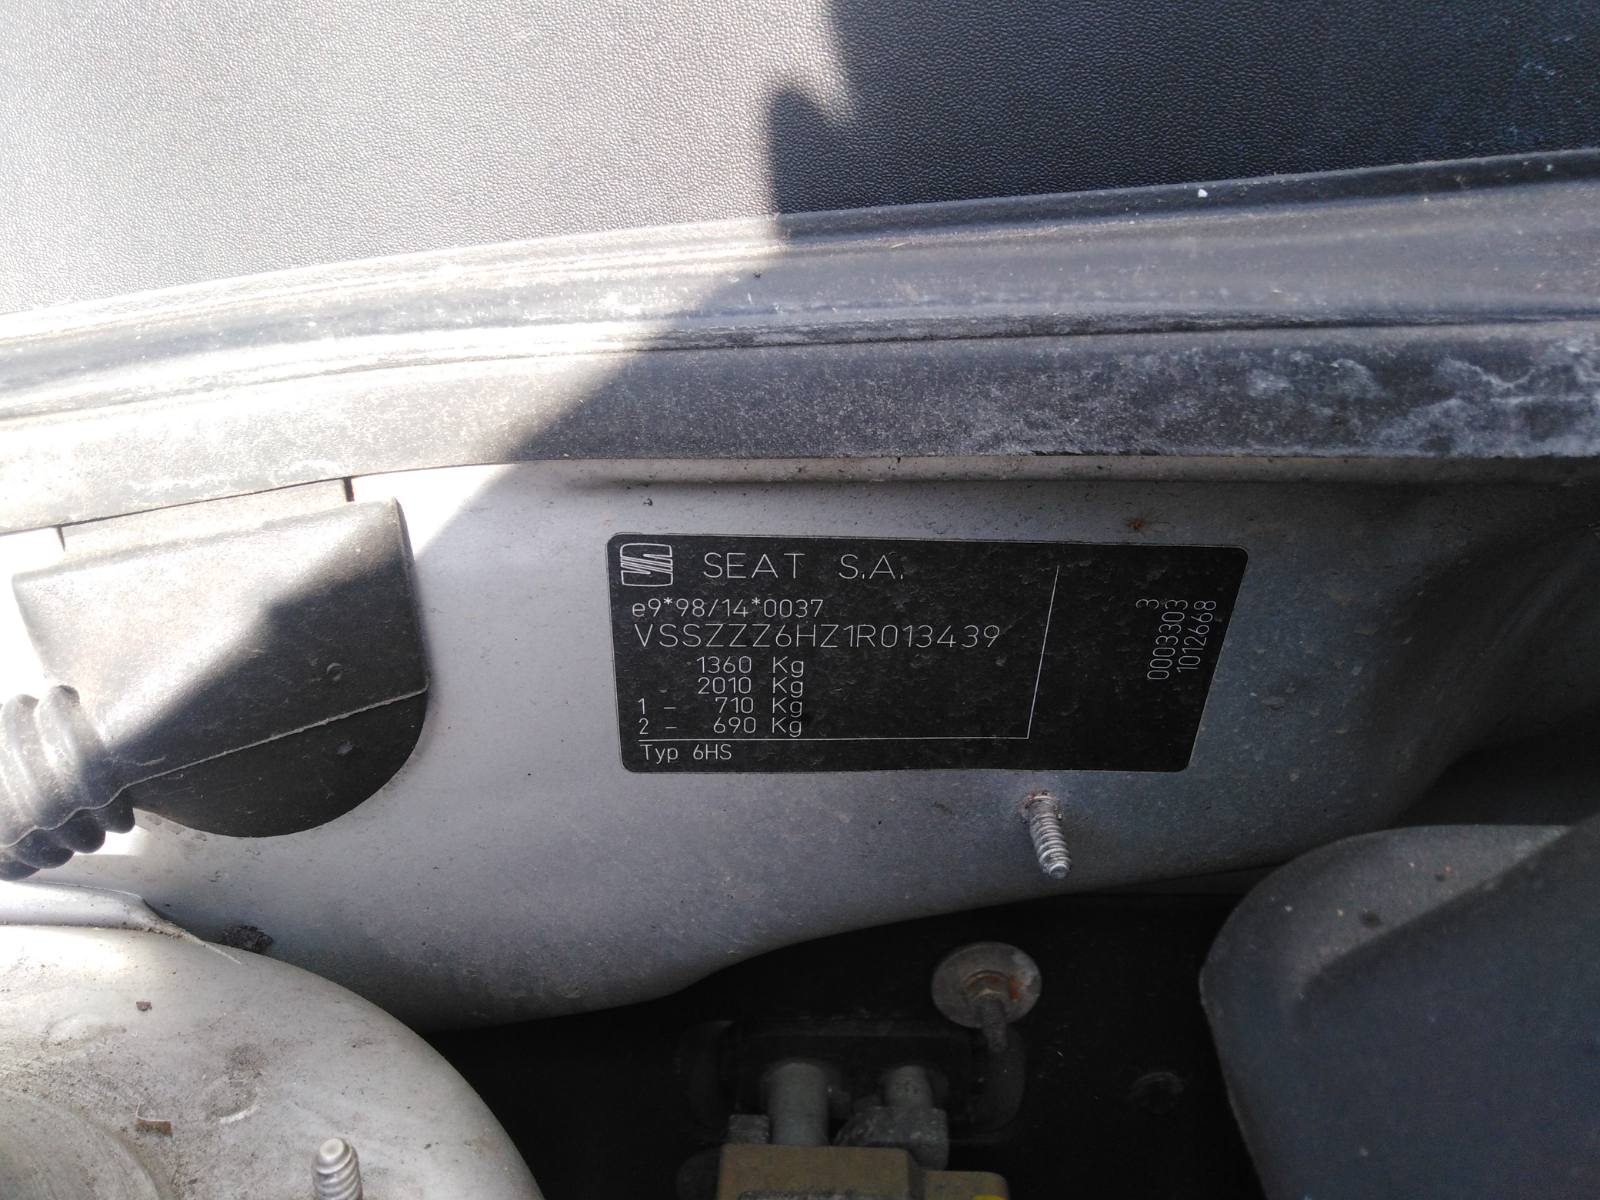 SEAT S.A.
e9*98/14*0037
VSSZZZ6HZ1R013439
1360 Kg
2010 Kg
1 - 710 Kg
2 - 690 Kg
Typ 6HS
0003303 3
1012668